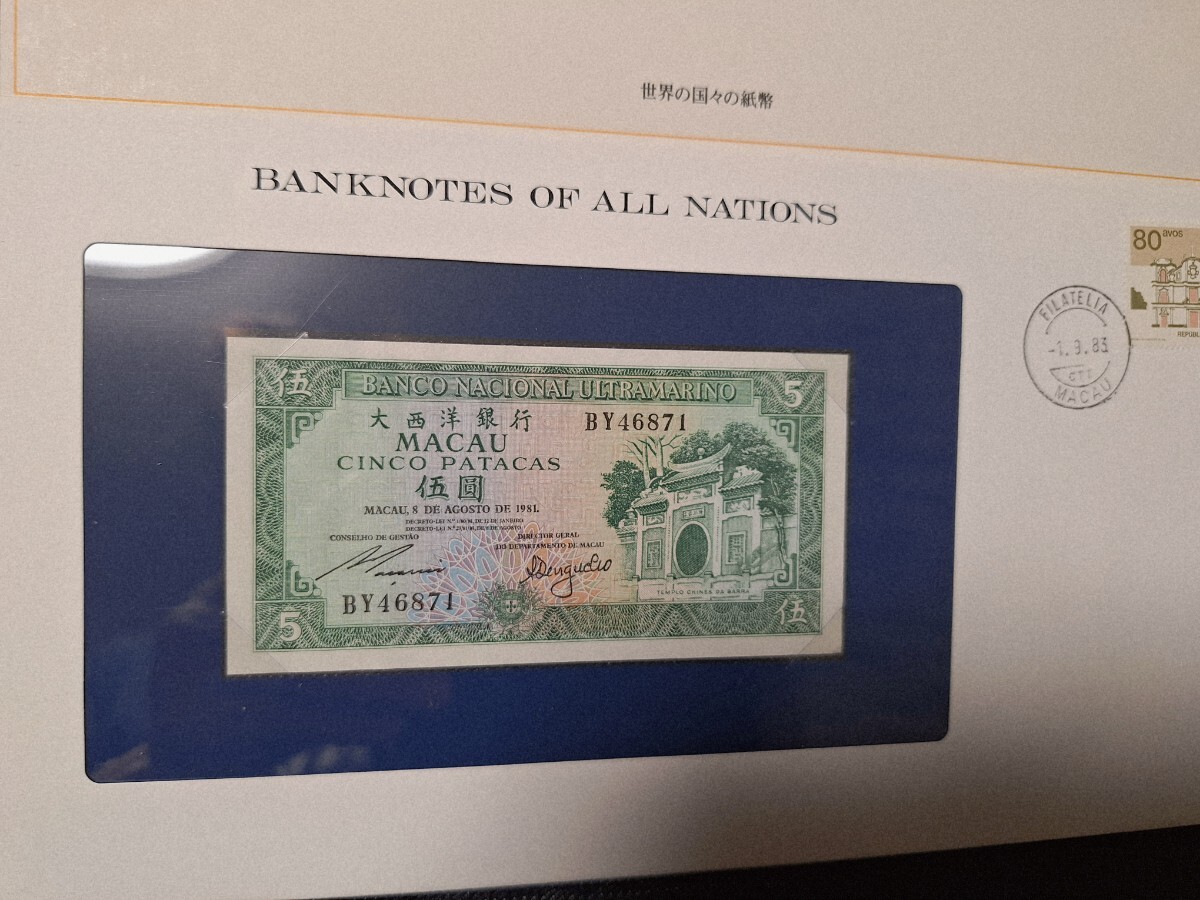 世界の国々の紙幣
BANKNOTES OF ALL NATIONS
80 avos
REPUBL
FILATELIA
-1.9.83
CTT
MACAU
伍 BANCO NACIONAL ULTRAMARINO 5
大西洋銀行 BY46871
MACAU
CINCO PATACAS
伍圓
MACAU, 8 DE AGOSTO DE 1981.
CONSELHO DE GESTÃO
DIRECTOR GERAL
DO DEPARTAMENTO DE MACAU
BY46871
TEMPLO CHINES DA BARRA
5 伍